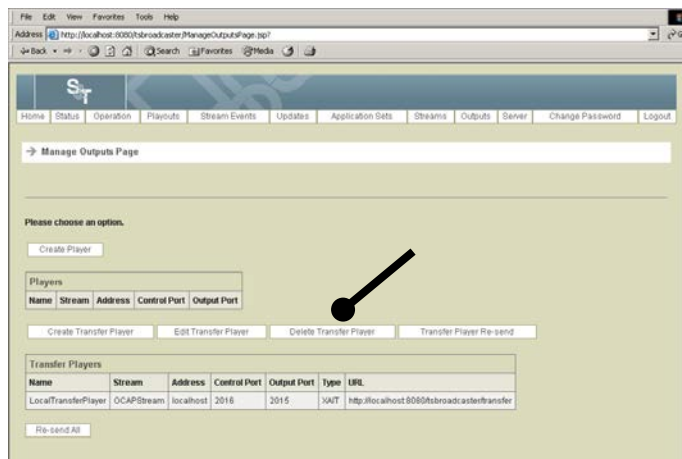 File Edit View Favorites Tools Help
Address http://localhost:8080/tsbroadcaster/ManageOutputsPage.jsp?
Back Search Favorites Media
S&T
Home Status Operation Playouts Stream Events Updates Application Sets Streams Outputs Server Change Password Logout
Manage Outputs Page
Please choose an option.
Create Player
Players
Name Stream Address Control Port Output Port
Create Transfer Player Edit Transfer Player Delete Transfer Player Transfer Player Re-send
Transfer Players
Name Stream Address Control Port Output Port Type URL
LocalTransferPlayer OCAPStream localhost 2016 2015 XAIT http://localhost:8080/tsbroadcaster/transfer
Re-send All